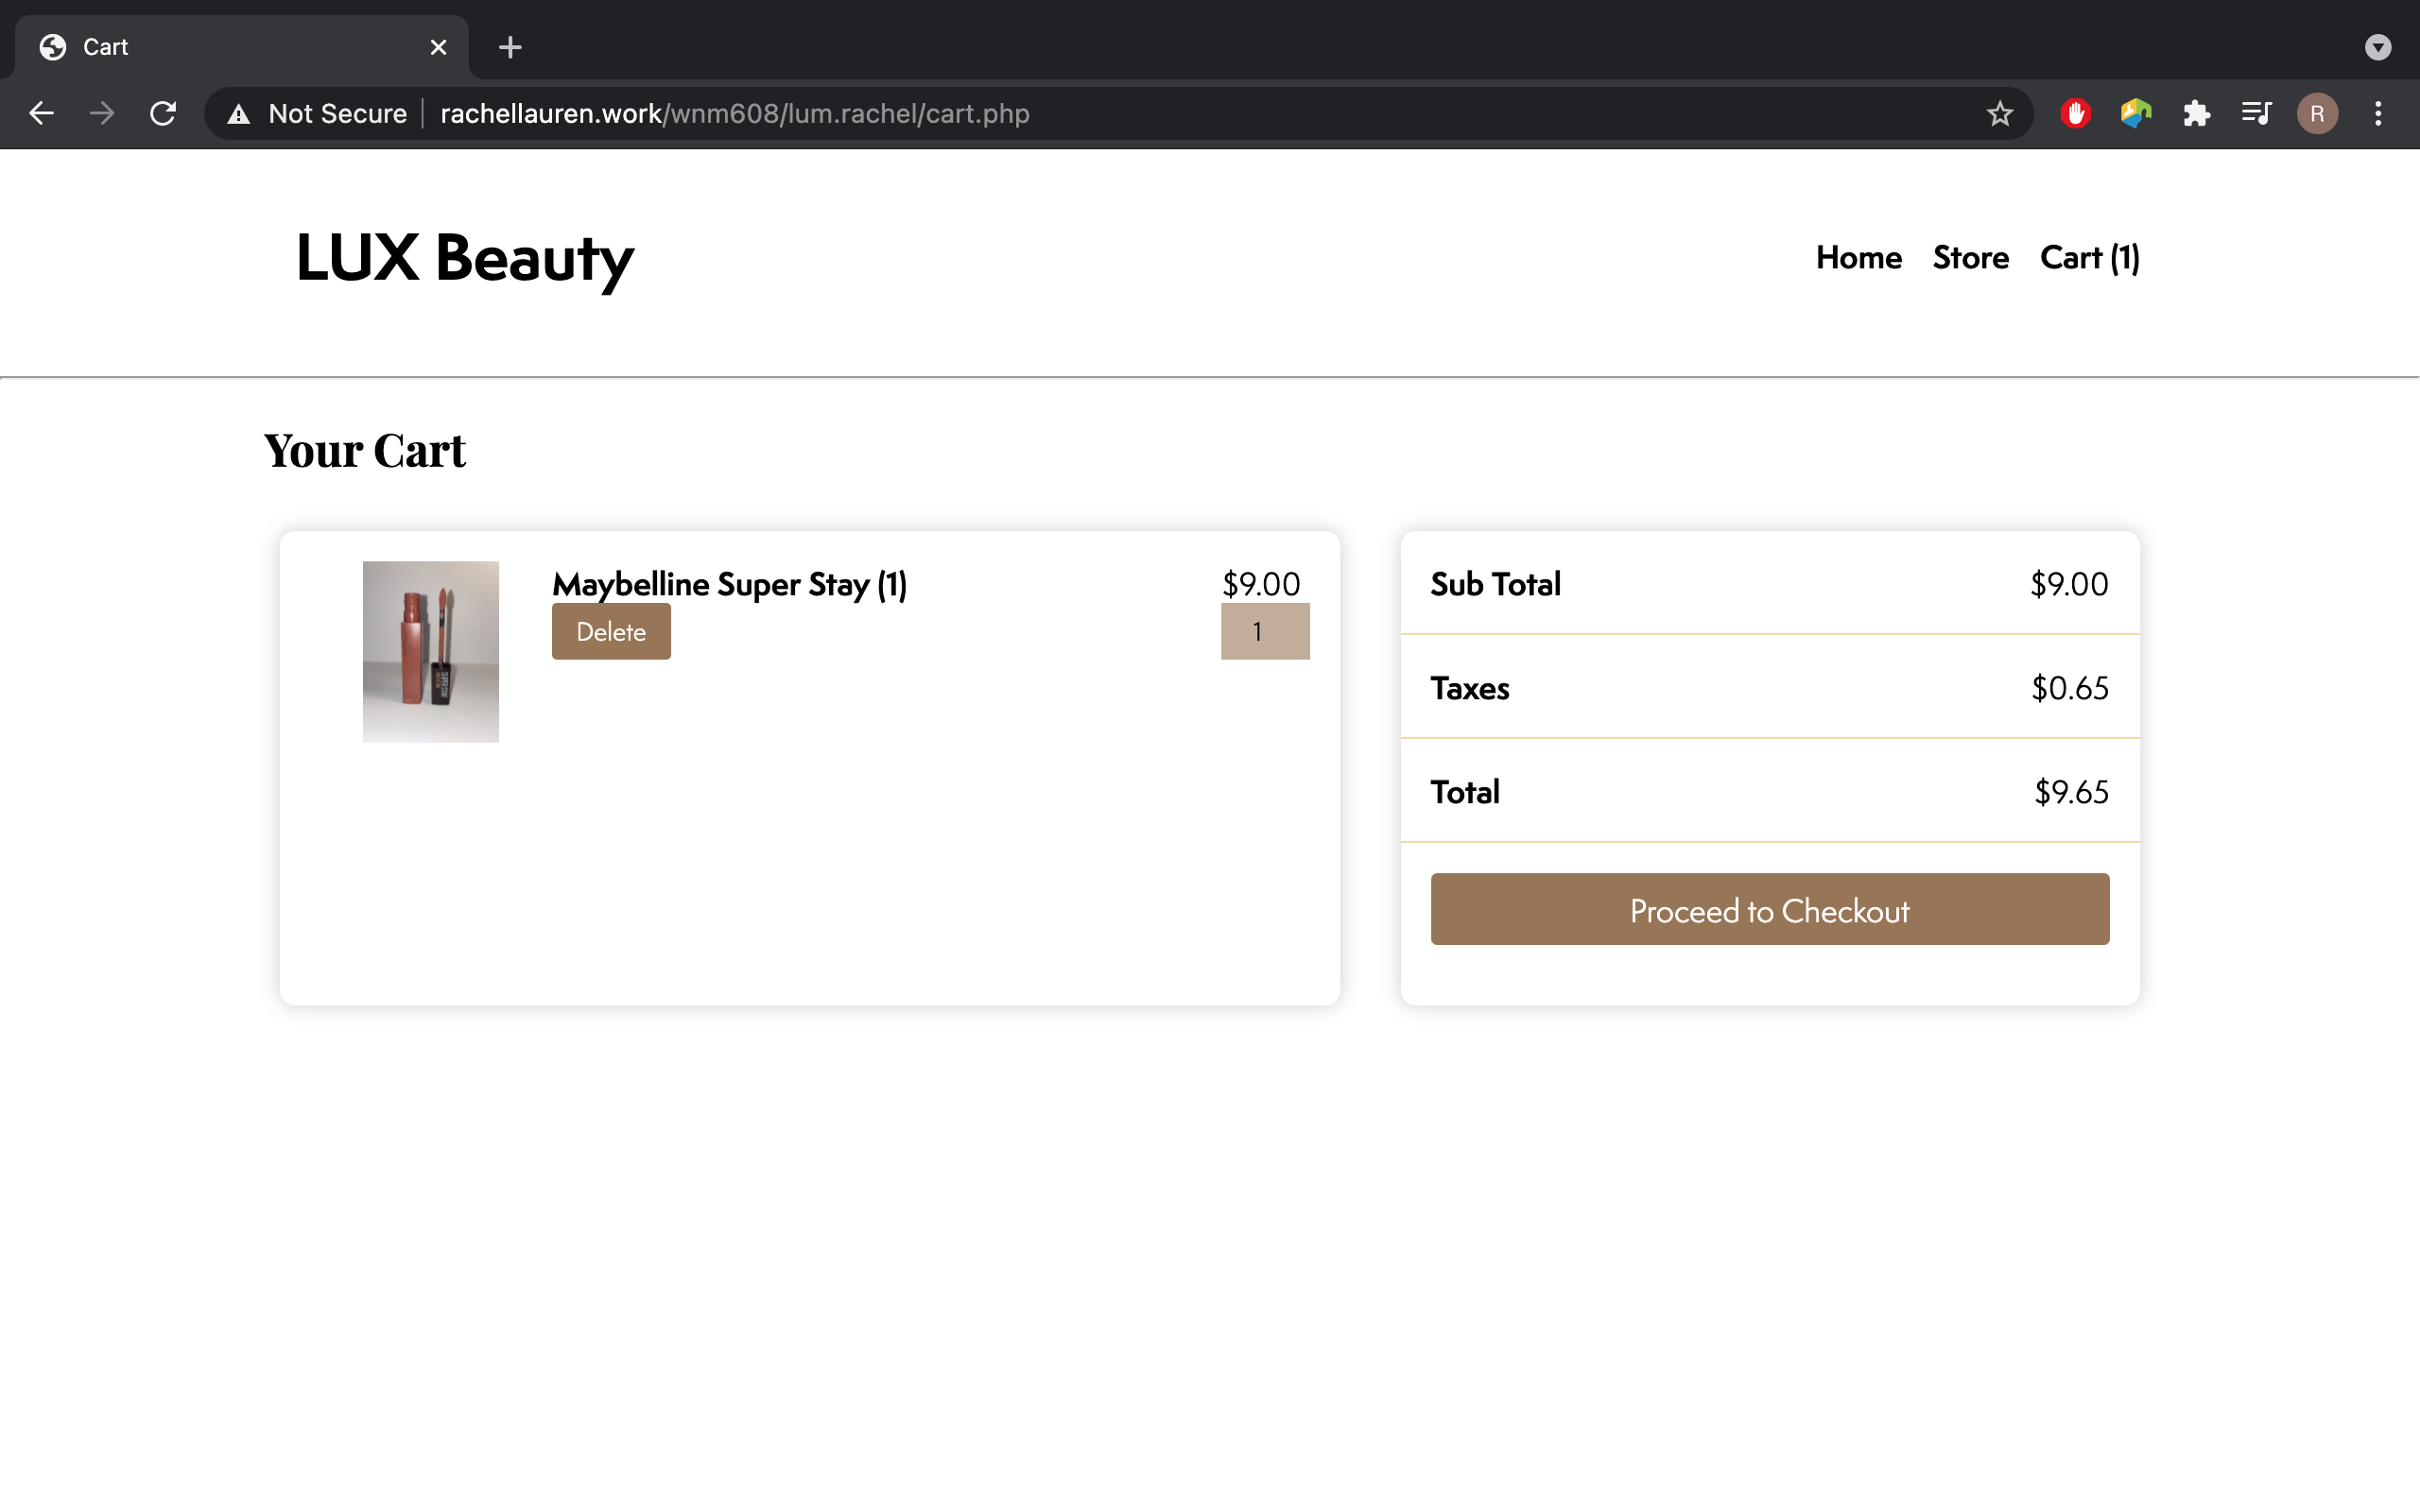 Cart
Not Secure rachellauren.work/wnm608/lum.rachel/cart.php
R
LUX Beauty
Home Store Cart (1)
Your Cart
Maybelline Super Stay (1) $9.00
Delete 1
Sub Total $9.00
Taxes $0.65
Total $9.65
Proceed to Checkout